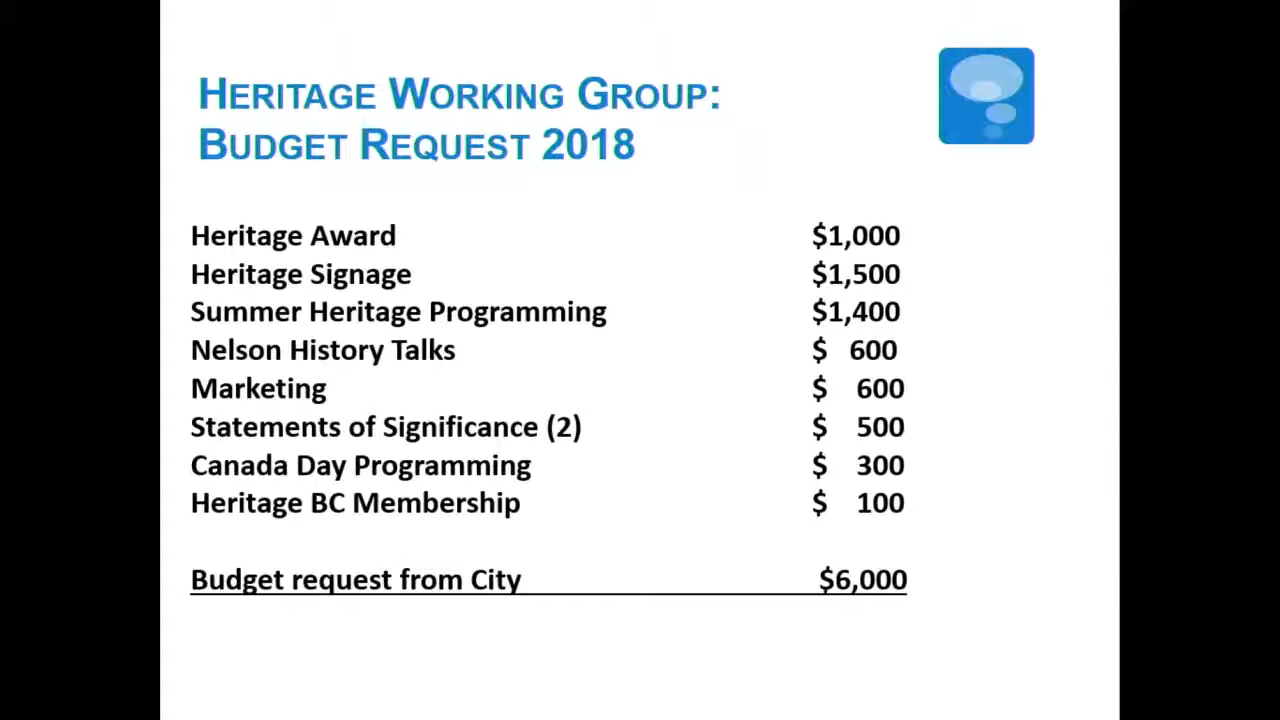 HERITAGE WORKING GROUP:
BUDGET REQUEST 2018
Heritage Award $1,000
Heritage Signage $1,500
Summer Heritage Programming $1,400
Nelson History Talks $ 600
Marketing $ 600
Statements of Significance (2) $ 500
Canada Day Programming $ 300
Heritage BC Membership $ 100
Budget request from City $6,000